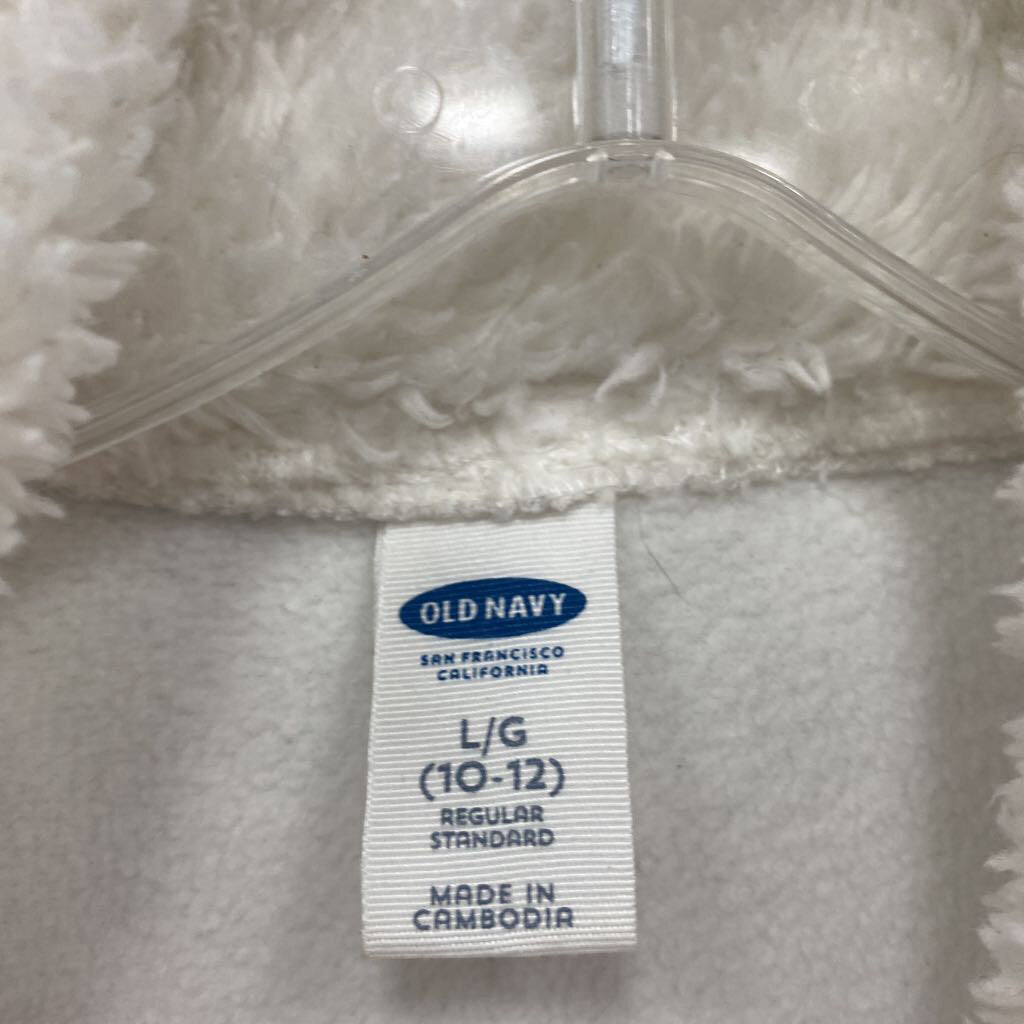 OLD NAVY
SAN FRANCISCO
CALIFORNIA
L/G
(10-12)
REGULAR
STANDARD
MADE IN
CAMBODIA